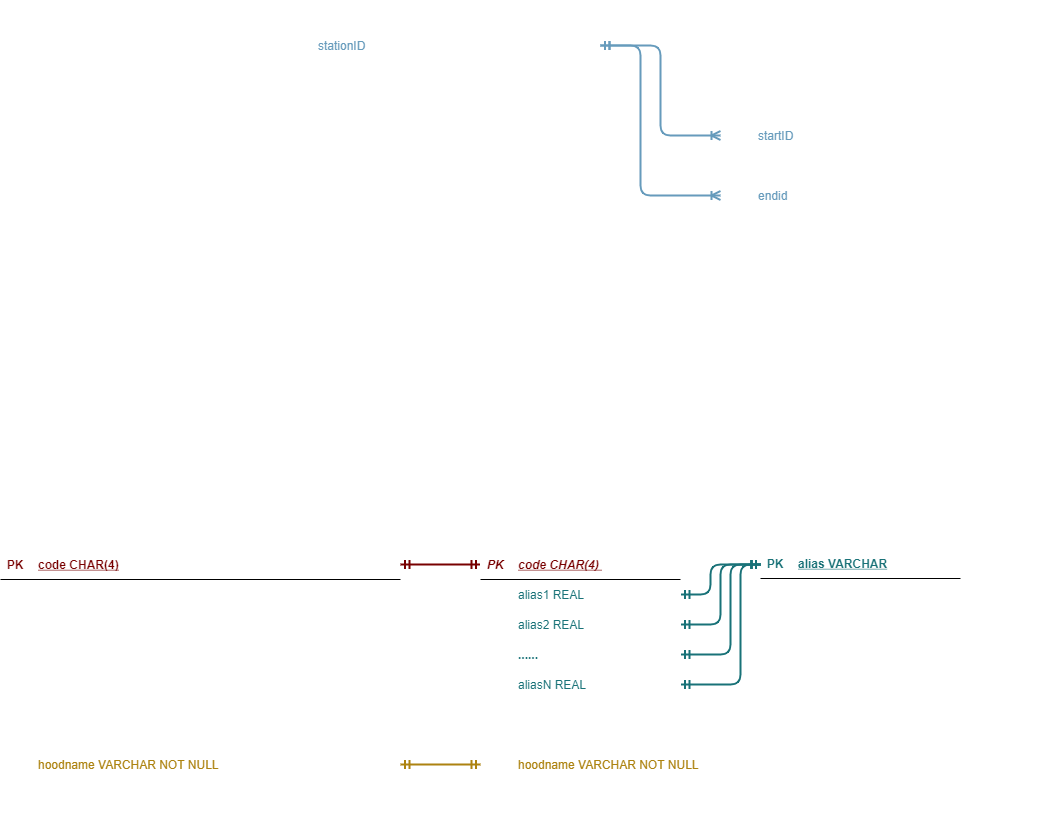 stationID
startID
endid
PK code CHAR(4) PK code CHAR(4) PK alias VARCHAR
alias1 REAL
alias2 REAL
......
aliasN REAL
hoodname VARCHAR NOT NULL hoodname VARCHAR NOT NULL